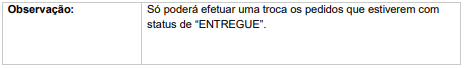 Observação: Só poderá efetuar uma troca os pedidos que estiverem com
status de “ENTREGUE”.